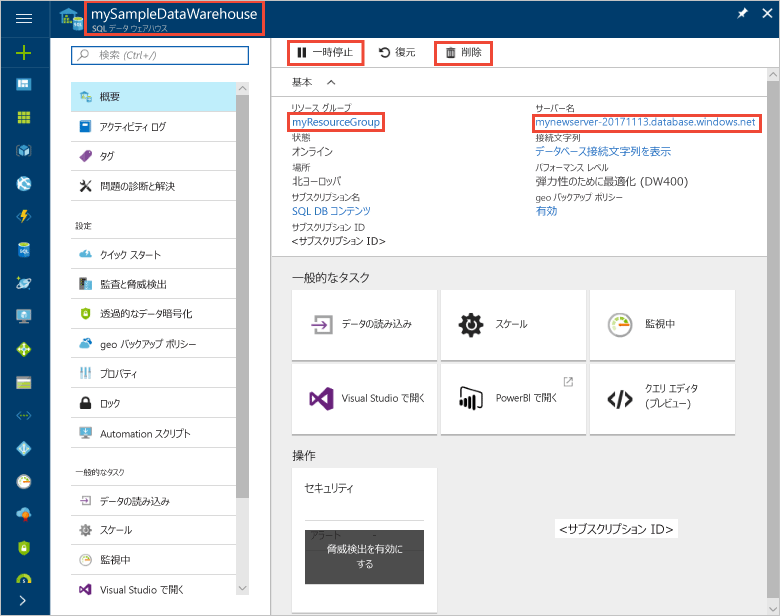 mySampleDataWarehouse
SQL データ ウェアハウス
検索 (Ctrl+/)
概要
アクティビティ ログ
タグ
問題の診断と解決
設定
クイック スタート
監査と脅威検出
透過的なデータ暗号化
geo バックアップ ポリシー
プロパティ
ロック
Automation スクリプト
一般的なタスク
データの読み込み
スケール
監視中
Visual Studio で開く
一時停止
復元
削除
基本
リソース グループ
myResourceGroup
状態
オンライン
場所
北ヨーロッパ
サブスクリプション名
SQL DB コンテンツ
サブスクリプション ID
<サブスクリプション ID>
サーバー名
mynewserver-20171113.database.windows.net
接続文字列
データベース接続文字列を表示
パフォーマンス レベル
弾力性のために最適化 (DW400)
geo バックアップ ポリシー
有効
一般的なタスク
データの読み込み
スケール
監視中
Visual Studio で開く
PowerBI で開く
クエリ エディタ
(プレビュー)
操作
セキュリティ
アラート -
脅威検出を有効に
する
<サブスクリプション ID>